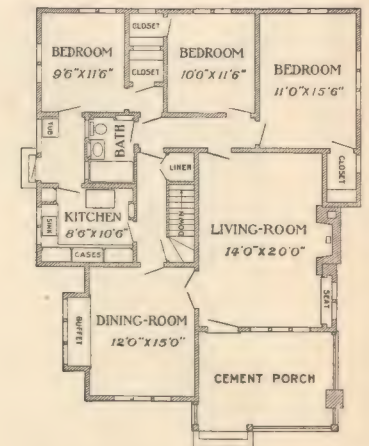 CLOSET
BEDROOM
9'6"X11'6"
CLOSET
BEDROOM
10'0"X11'6"
BEDROOM
11'0"X15'6"
TUB
BATH
LINEN
CLOSET
KITCHEN
8'6"X10'6"
SINK
CASES
DOWN
LIVING-ROOM
14'0"X20'0"
SEAT
BUFFET
DINING-ROOM
12'0"X15'0"
CEMENT PORCH